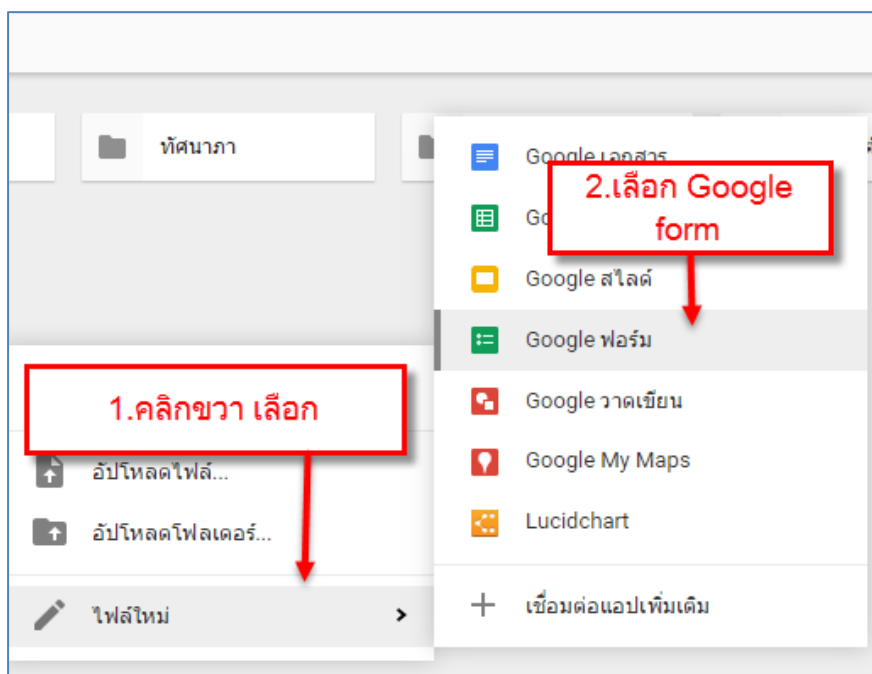 ทัศนาภา
Google เอกสาร
2.เลือก Google
form
Google สไลด์
Google ฟอร์ม
1.คลิกขวา เลือก
Google วาดเขียน
อัปโหลดไฟล์...
Google My Maps
อัปโหลดโฟลเดอร์...
Lucidchart
ไฟล์ใหม่
เชื่อมต่อแอปเพิ่มเติม